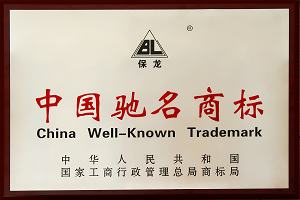 BL ®
保龙
中国驰名商标
China Well-Known Trademark
中华人民共和国
国家工商行政管理总局商标局